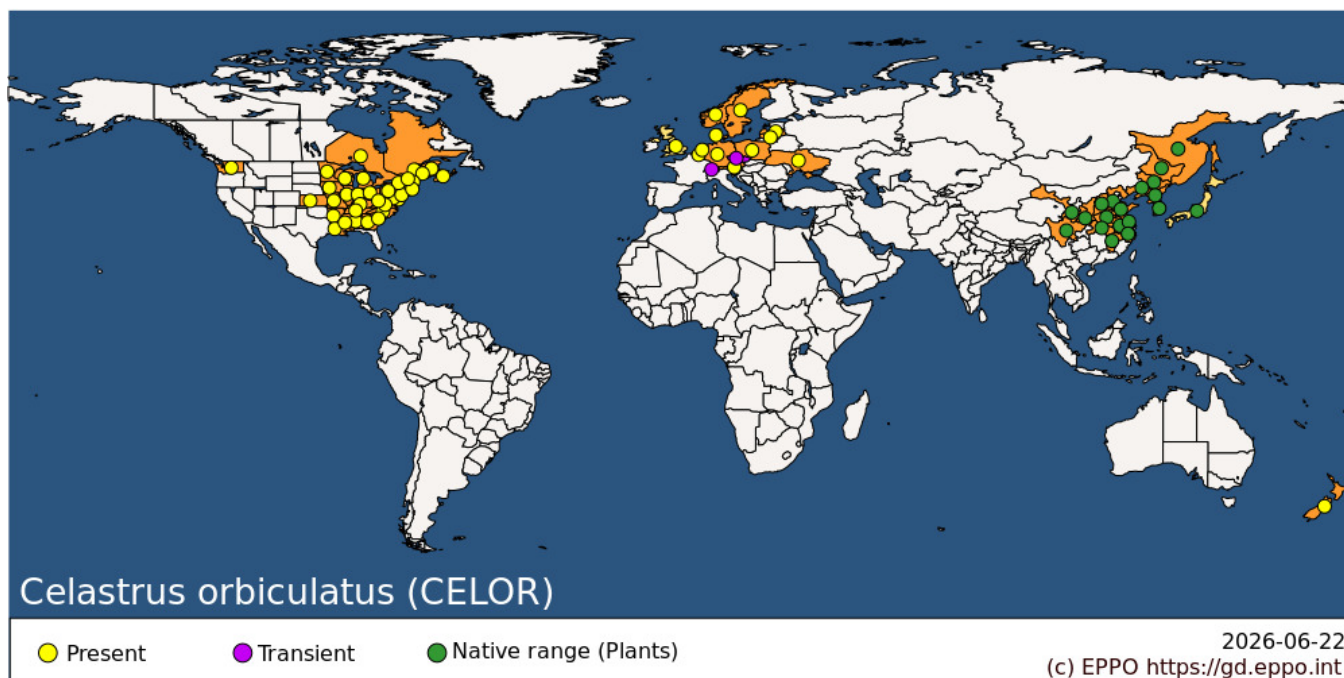 Celastrus orbiculatus (CELOR)
Present
Transient
Native range (Plants)
2026-06-22
(c) EPPO https://gd.eppo.int